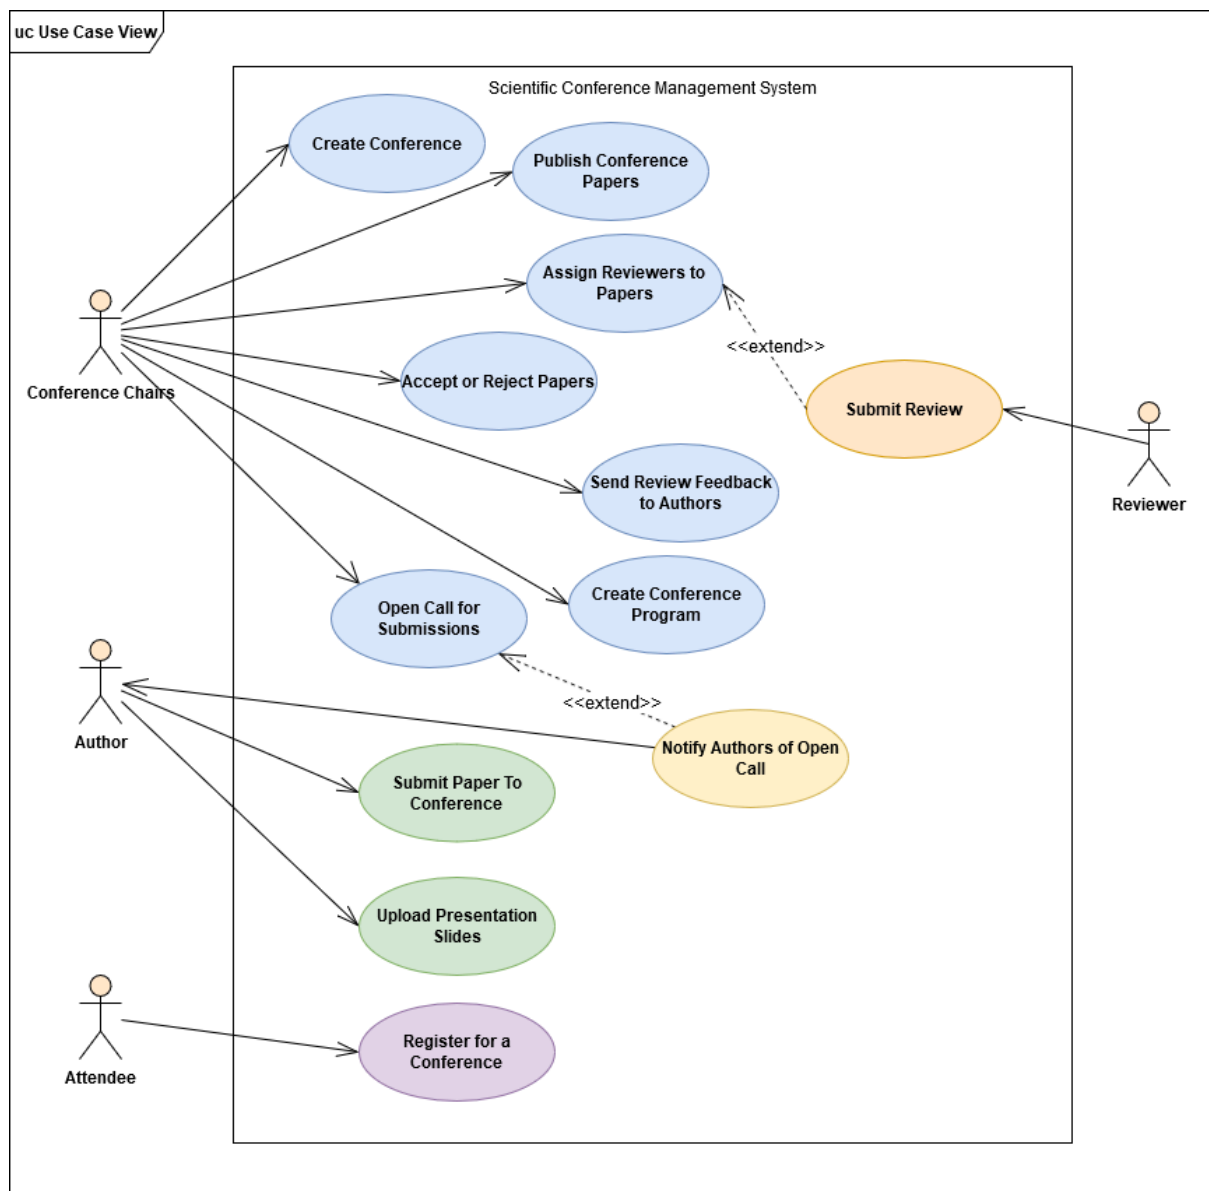 uc Use Case View
Scientific Conference Management System
Create Conference
Publish Conference
Papers
Assign Reviewers to
Papers
<<extend>>
Accept or Reject Papers
Conference Chairs
Submit Review
Reviewer
Send Review Feedback
to Authors
Open Call for
Submissions
Create Conference
Program
<<extend>>
Author
Notify Authors of Open
Call
Submit Paper To
Conference
Upload Presentation
Slides
Attendee
Register for a
Conference